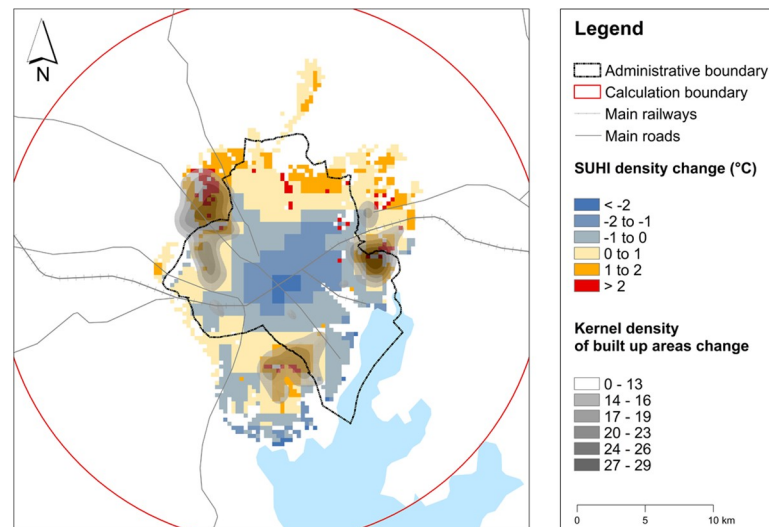 N
Legend
Administrative boundary
Calculation boundary
Main railways
Main roads
SUHI density change (°C)
< -2
-2 to -1
-1 to 0
0 to 1
1 to 2
> 2
Kernel density
of built up areas change
0 - 13
14 - 16
17 - 19
20 - 23
24 - 26
27 - 29
0 5 10 km